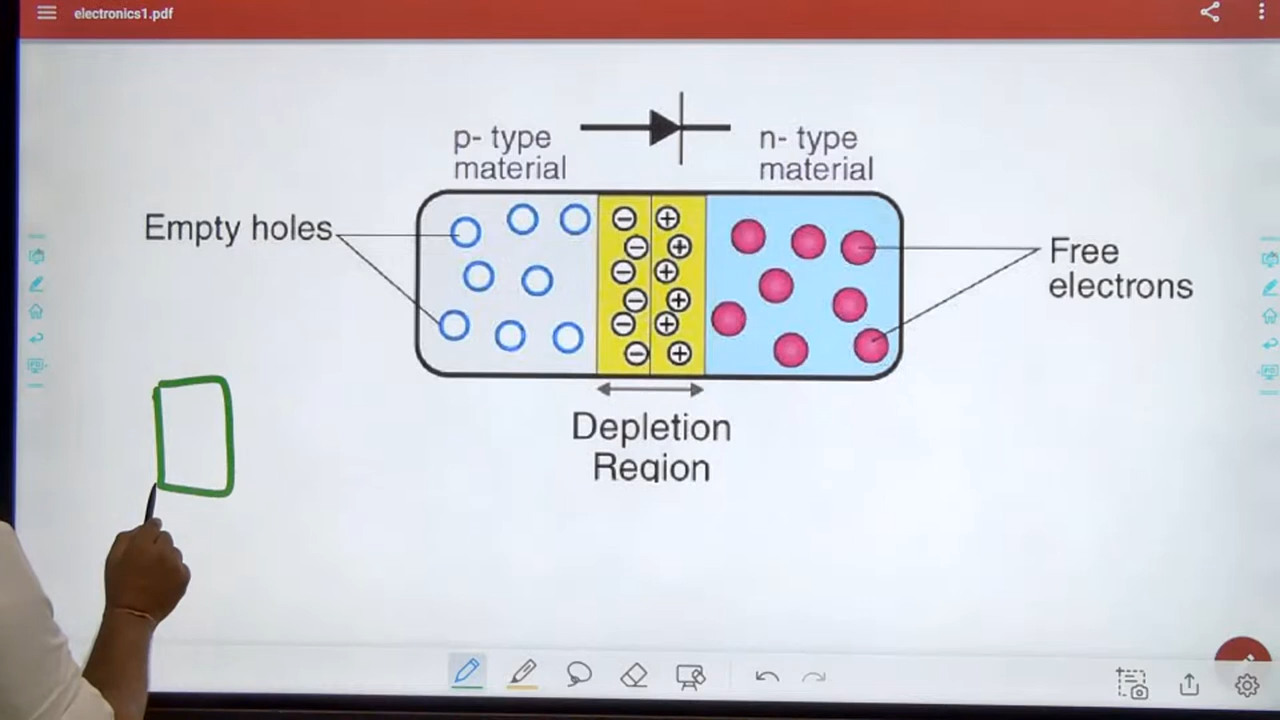 electronics1.pdf
p- type
material
n- type
material
Empty holes
Free
electrons
Depletion
Region